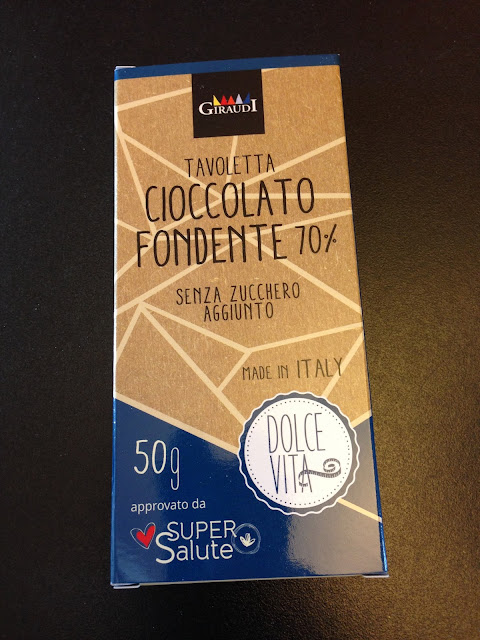 GIRAUDI
TAVOLETTA
CIOCCOLATO
FONDENTE 70%
SENZA ZUCCHERO
AGGIUNTO
MADE IN ITALY
DOLCE
VITA
50g
approvato da
SUPER
Salute